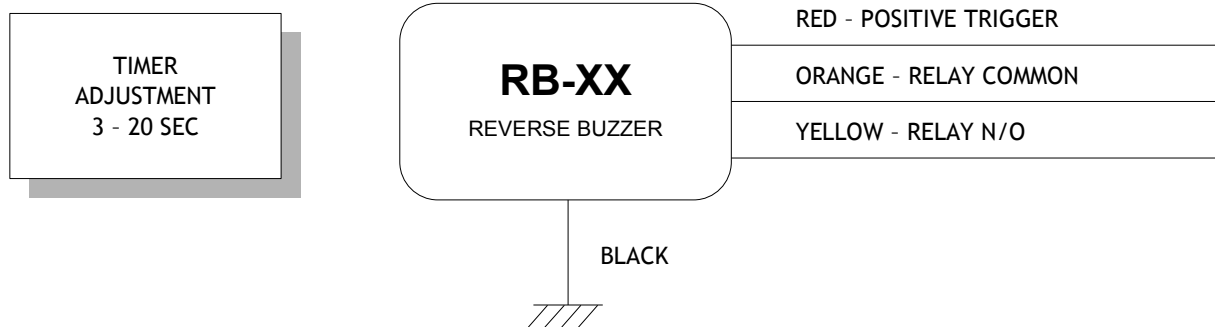 TIMER
ADJUSTMENT
3 – 20 SEC
RB-XX
REVERSE BUZZER
RED – POSITIVE TRIGGER
ORANGE – RELAY COMMON
YELLOW – RELAY N/O
BLACK